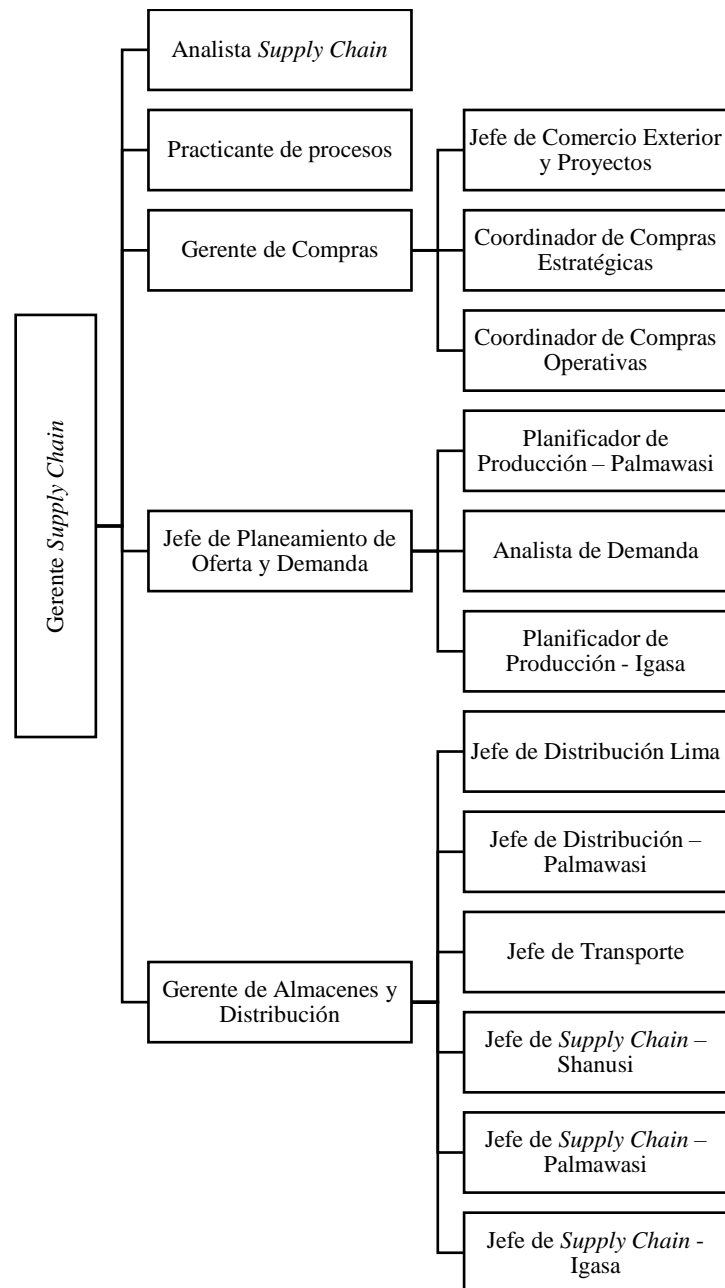 Analista Supply Chain
Practicante de procesos
Jefe de Comercio Exterior
y Proyectos
Gerente de Compras
Coordinador de Compras
Estratégicas
Coordinador de Compras
Operativas
Gerente Supply Chain
Planificador de
Producción – Palmawasi
Jefe de Planeamiento de
Oferta y Demanda
Analista de Demanda
Planificador de
Producción - Igasa
Jefe de Distribución Lima
Jefe de Distribución –
Palmawasi
Jefe de Transporte
Gerente de Almacenes y
Distribución
Jefe de Supply Chain –
Shanusi
Jefe de Supply Chain –
Palmawasi
Jefe de Supply Chain -
Igasa